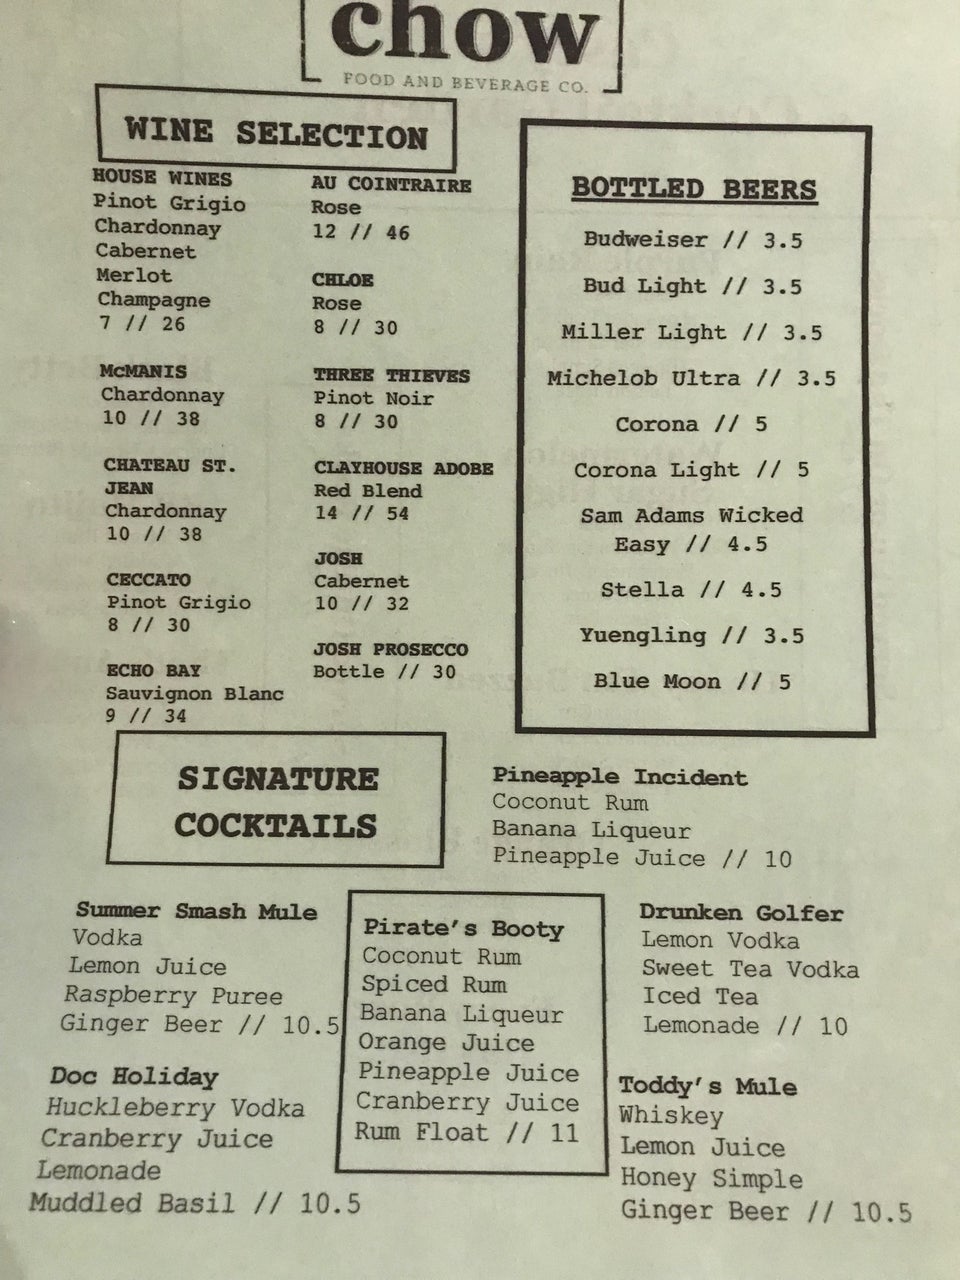 chow
FOOD AND BEVERAGE CO.
WINE SELECTION
HOUSE WINES
Pinot Grigio
Chardonnay
Cabernet
Merlot
Champagne
7 // 26
McMANIS
Chardonnay
10 // 38
CHATEAU ST.
JEAN
Chardonnay
10 // 38
CECCATO
Pinot Grigio
8 // 30
ECHO BAY
Sauvignon Blanc
9 // 34
AU COINTRAIRE
Rose
12 // 46
CHLOE
Rose
8 // 30
THREE THIEVES
Pinot Noir
8 // 30
CLAYHOUSE ADOBE
Red Blend
14 // 54
JOSH
Cabernet
10 // 32
JOSH PROSECCO
Bottle // 30
BOTTLED BEERS
Budweiser // 3.5
Bud Light // 3.5
Miller Light // 3.5
Michelob Ultra // 3.5
Corona // 5
Corona Light // 5
Sam Adams Wicked
Easy // 4.5
Stella // 4.5
Yuengling // 3.5
Blue Moon // 5
SIGNATURE
COCKTAILS
Pineapple Incident
Coconut Rum
Banana Liqueur
Pineapple Juice // 10
Summer Smash Mule
Vodka
Lemon Juice
Raspberry Puree
Ginger Beer // 10.5
Doc Holiday
Huckleberry Vodka
Cranberry Juice
Lemonade
Muddled Basil // 10.5
Pirate's Booty
Coconut Rum
Spiced Rum
Banana Liqueur
Orange Juice
Pineapple Juice
Cranberry Juice
Rum Float // 11
Drunken Golfer
Lemon Vodka
Sweet Tea Vodka
Iced Tea
Lemonade // 10
Toddy's Mule
Whiskey
Lemon Juice
Honey Simple
Ginger Beer // 10.5